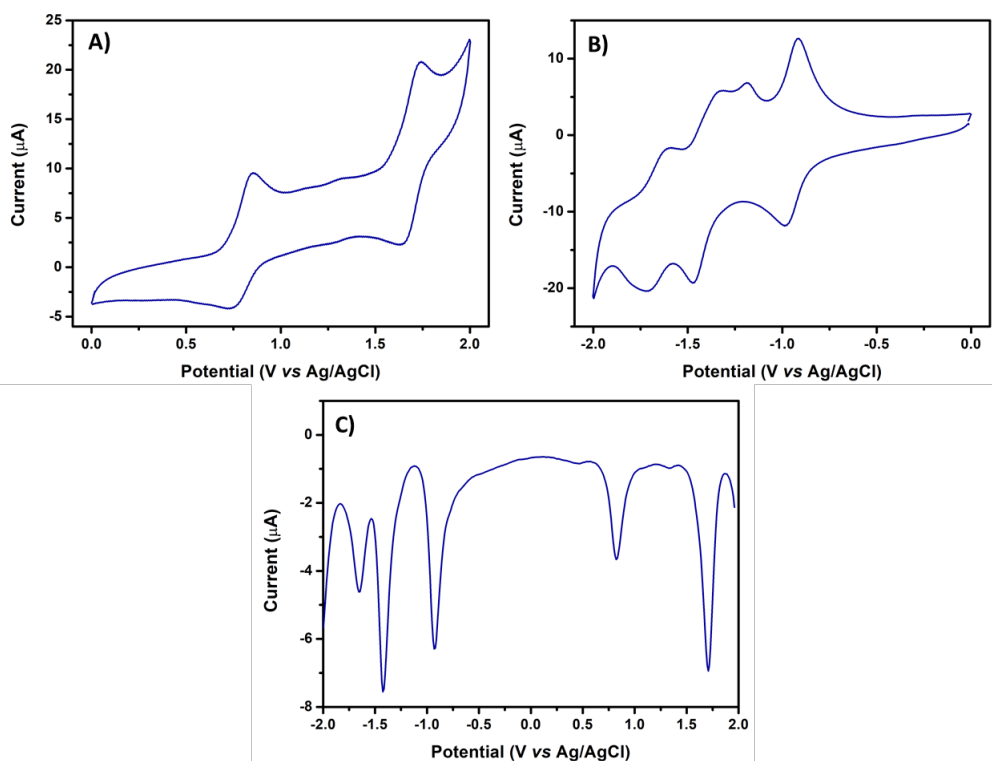 A)
25
20
15
10
5
0
-5
0.0 0.5 1.0 1.5 2.0
Current (μA)
Potential (V vs Ag/AgCl)
B)
10
0
-10
-20
-2.0 -1.5 -1.0 -0.5 0.0
Current (μA)
Potential (V vs Ag/AgCl)
C)
0
-2
-4
-6
-8
-2.0 -1.5 -1.0 -0.5 0.0 0.5 1.0 1.5 2.0
Current (μA)
Potential (V vs Ag/AgCl)